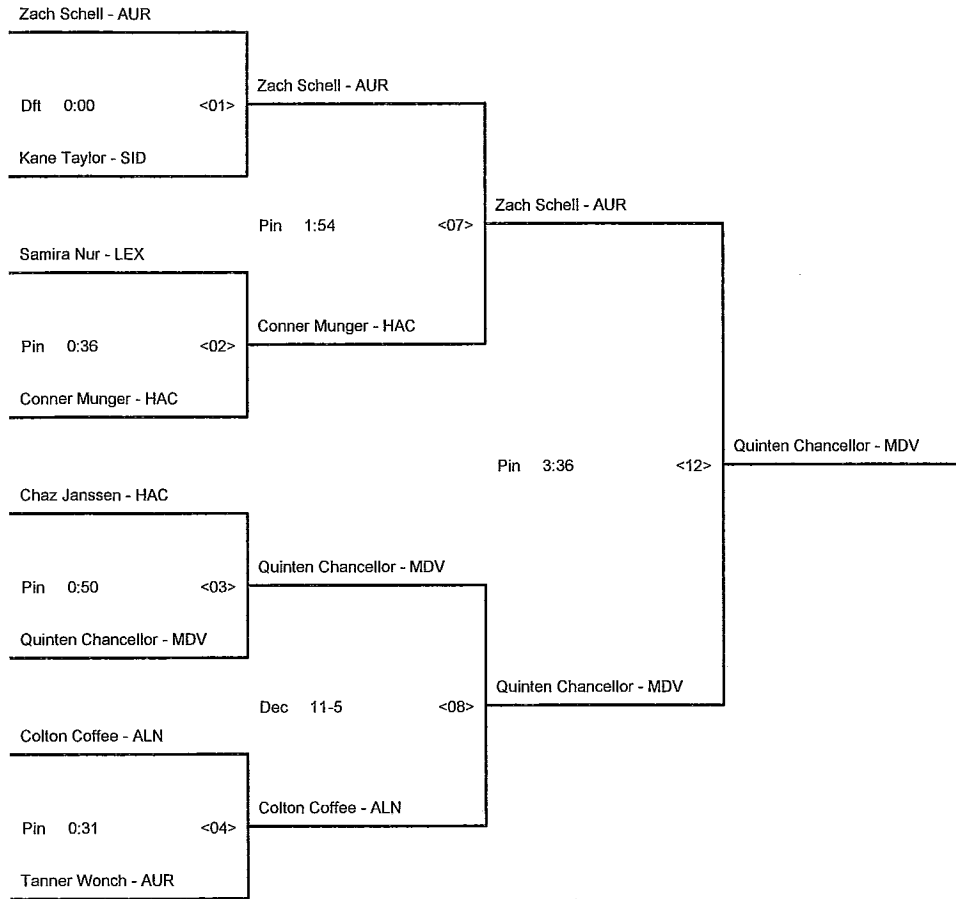 Zach Schell - AUR
Dft 0:00 <01>
Kane Taylor - SID
Zach Schell - AUR
Pin 1:54 <07>
Samira Nur - LEX
Pin 0:36 <02>
Conner Munger - HAC
Conner Munger - HAC
Zach Schell - AUR
Pin 3:36 <12>
Quinten Chancellor - MDV
Chaz Janssen - HAC
Pin 0:50 <03>
Quinten Chancellor - MDV
Quinten Chancellor - MDV
Dec 11-5 <08>
Quinten Chancellor - MDV
Colton Coffee - ALN
Pin 0:31 <04>
Tanner Wonch - AUR
Colton Coffee - ALN